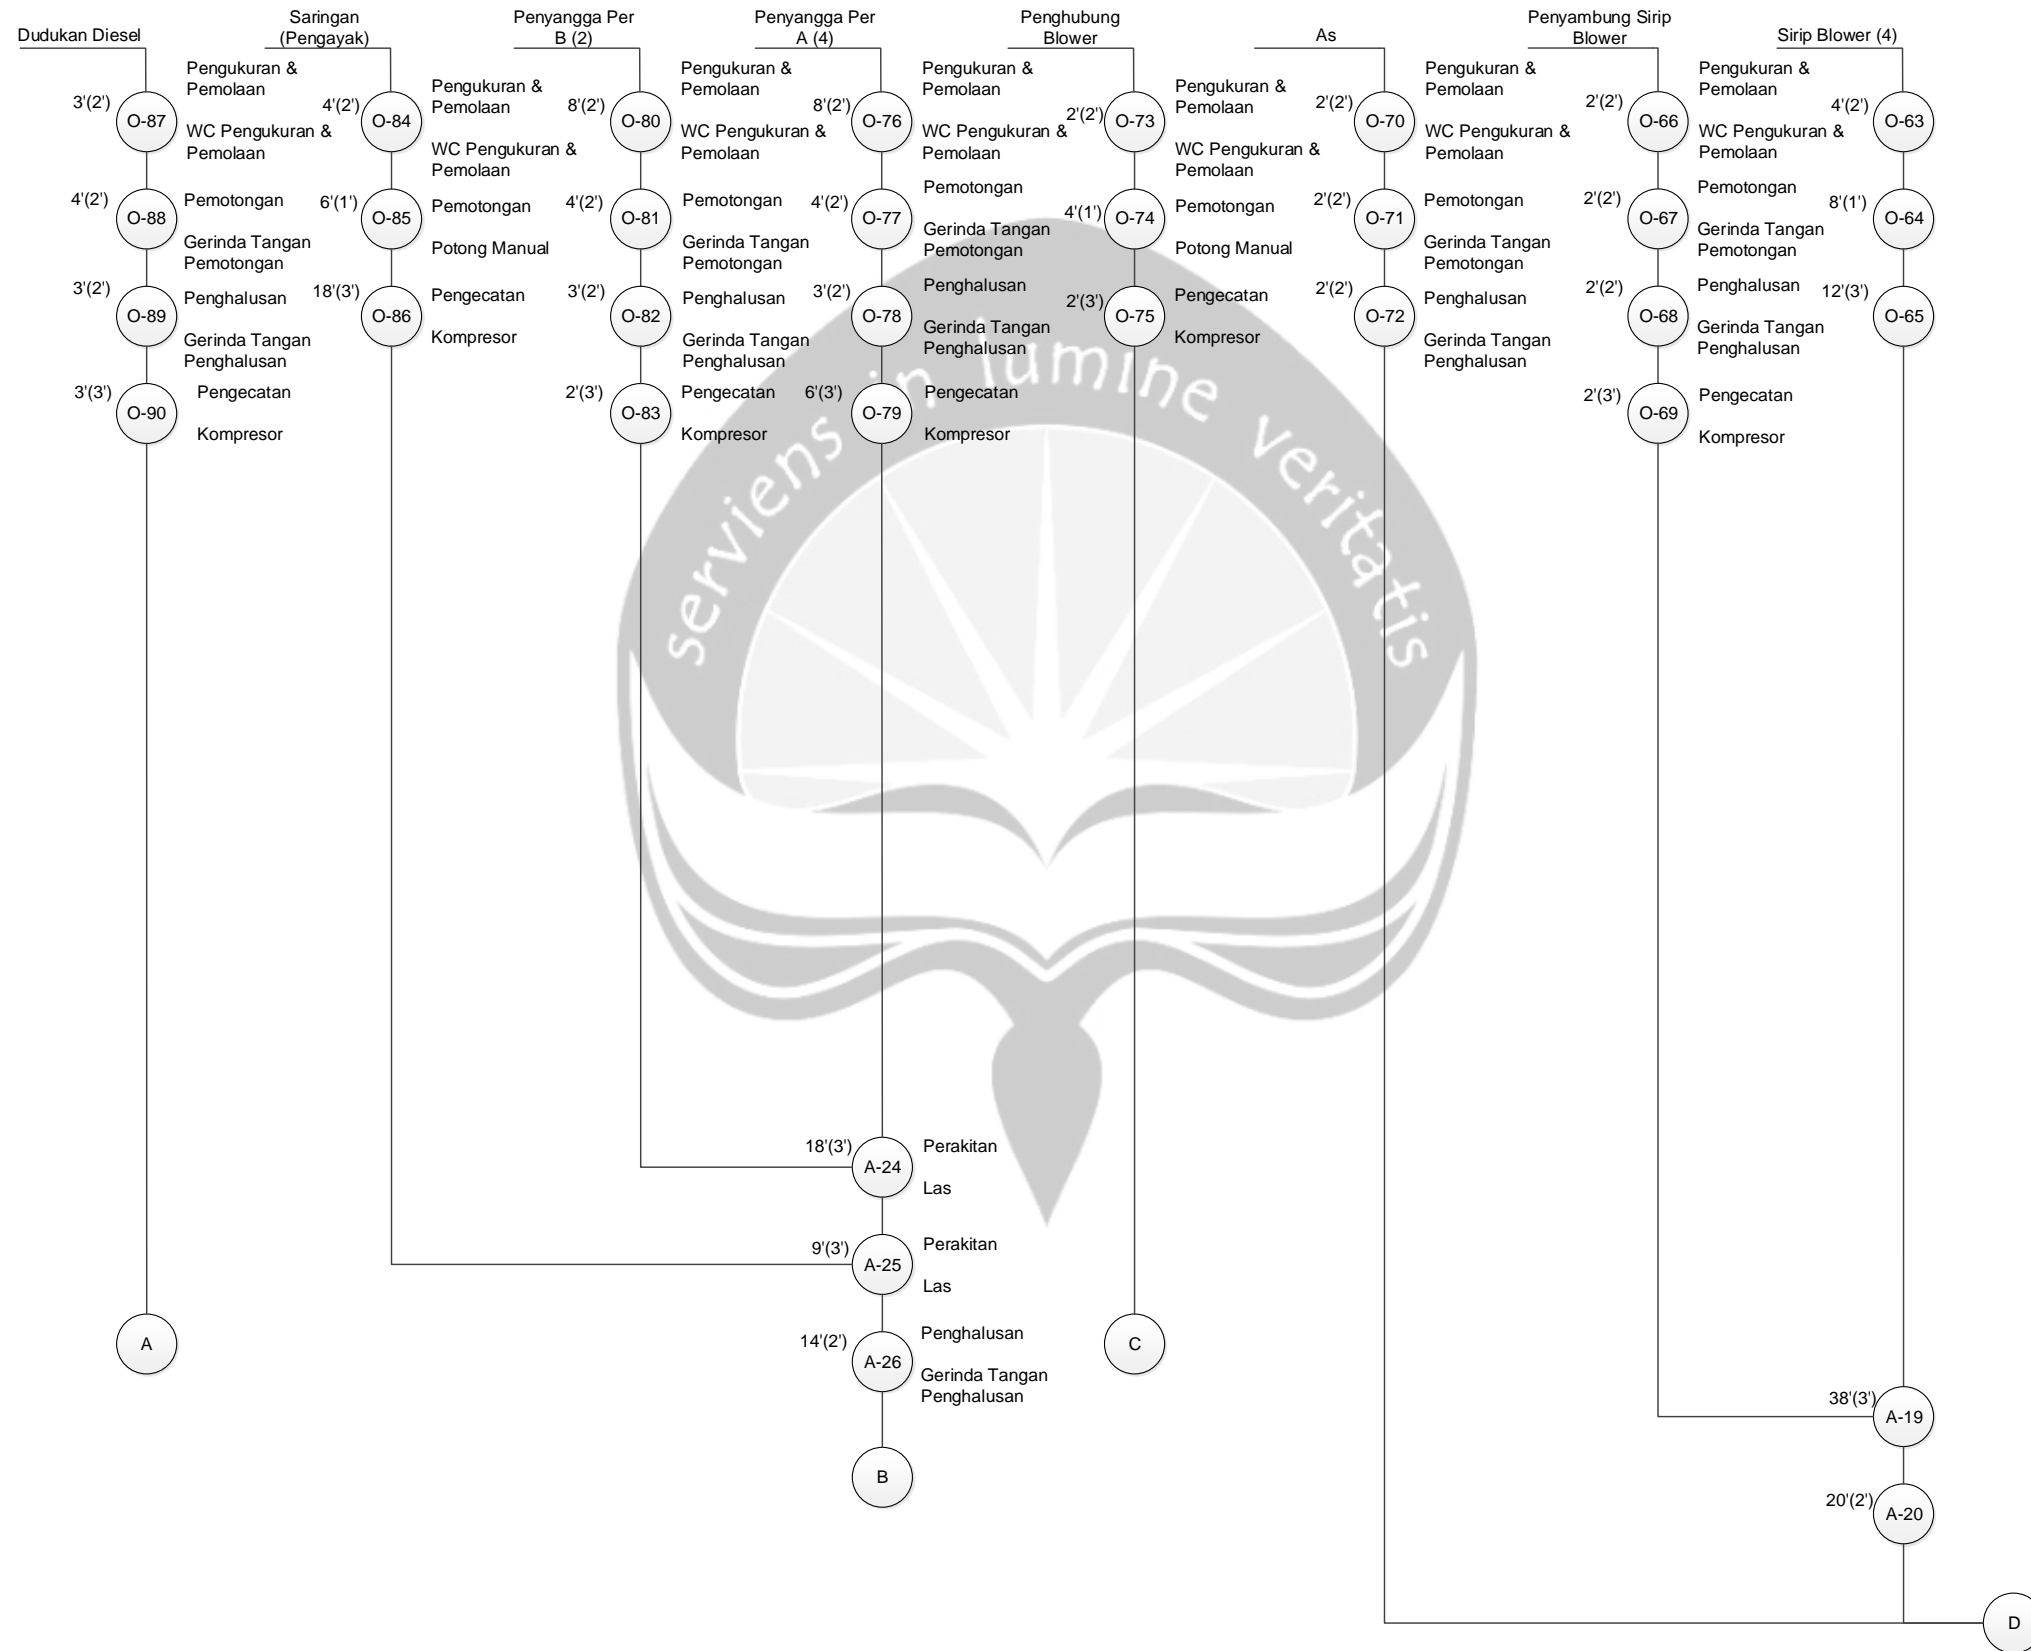 Dudukan Diesel
Saringan
(Pengayak)
Penyangga Per
B (2)
Penyangga Per
A (4)
Penghubung
Blower
As
Penyambung Sirip
Blower
Sirip Blower (4)
3'(2')
O-87
Pengukuran &
Pemolaan
WC Pengukuran &
Pemolaan
4'(2')
O-88
Pemotongan
Gerinda Tangan
Pemotongan
3'(2')
O-89
Penghalusan
Gerinda Tangan
Penghalusan
3'(3')
O-90
Pengecatan
Kompresor
A
4'(2')
O-84
Pengukuran &
Pemolaan
WC Pengukuran &
Pemolaan
6'(1')
O-85
Pemotongan
Potong Manual
18'(3')
O-86
Pengecatan
Kompresor
8'(2')
O-80
Pengukuran &
Pemolaan
WC Pengukuran &
Pemolaan
4'(2')
O-81
Pemotongan
Gerinda Tangan
Pemotongan
3'(2')
O-82
Penghalusan
Gerinda Tangan
Penghalusan
2'(3')
O-83
Pengecatan
Kompresor
8'(2')
O-76
Pengukuran &
Pemolaan
WC Pengukuran &
Pemolaan
4'(2')
O-77
Pemotongan
Gerinda Tangan
Pemotongan
3'(2')
O-78
Penghalusan
Gerinda Tangan
Penghalusan
6'(3')
O-79
Pengecatan
Kompresor
18'(3')
A-24
Perakitan
Las
9'(3')
A-25
Perakitan
Las
14'(2')
A-26
Penghalusan
Gerinda Tangan
Penghalusan
B
2'(2')
O-73
Pengukuran &
Pemolaan
WC Pengukuran &
Pemolaan
4'(1')
O-74
Pemotongan
Potong Manual
2'(3')
O-75
Pengecatan
Kompresor
C
2'(2')
O-70
Pengukuran &
Pemolaan
WC Pengukuran &
Pemolaan
2'(2')
O-71
Pemotongan
Gerinda Tangan
Pemotongan
2'(2')
O-72
Penghalusan
Gerinda Tangan
Penghalusan
2'(2')
O-66
Pengukuran &
Pemolaan
WC Pengukuran &
Pemolaan
2'(2')
O-67
Pemotongan
Gerinda Tangan
Pemotongan
2'(2')
O-68
Penghalusan
Gerinda Tangan
Penghalusan
2'(3')
O-69
Pengecatan
Kompresor
4'(2')
O-63
8'(1')
O-64
12'(3')
O-65
38'(3')
A-19
20'(2')
A-20
D
serviens in lumine veritatis